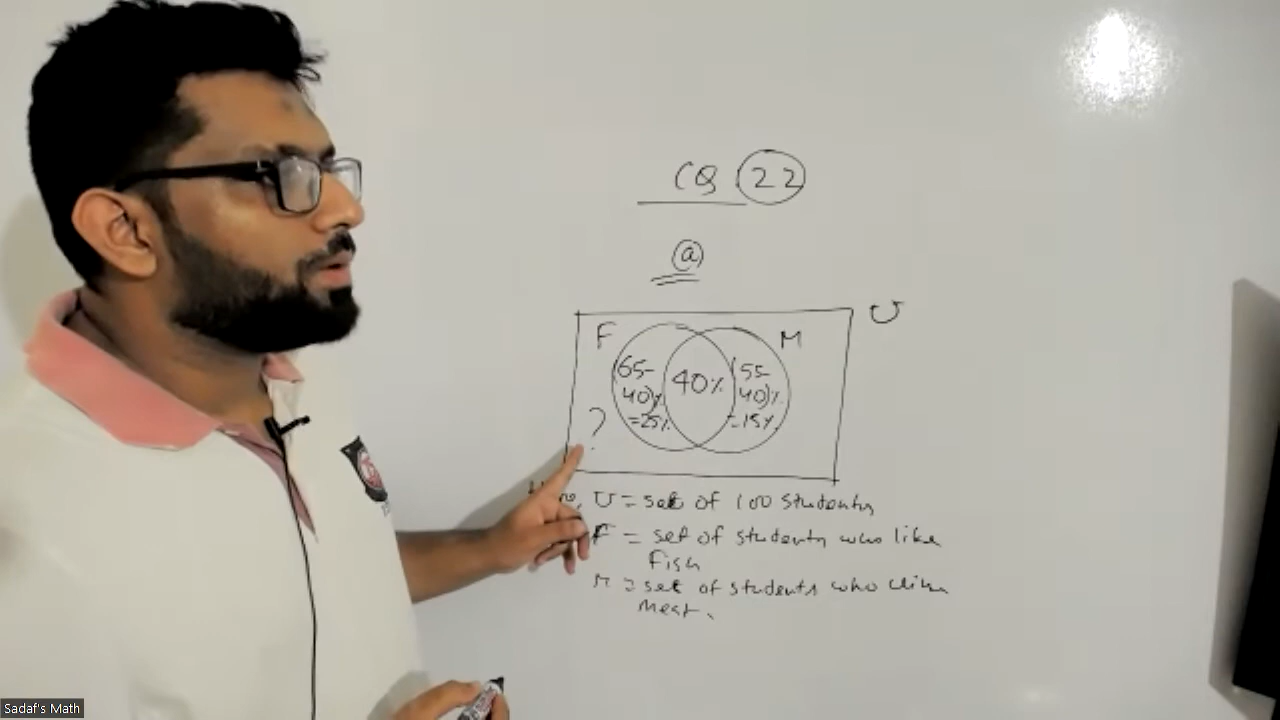 CQ 22
a
U
F
M
65-
40)%
=25%
40%
(55-
40)%
=15%
?
U = set of 100 students
F = set of students who like
Fish
M = set of students who like
Meat.
Sadaf's Math